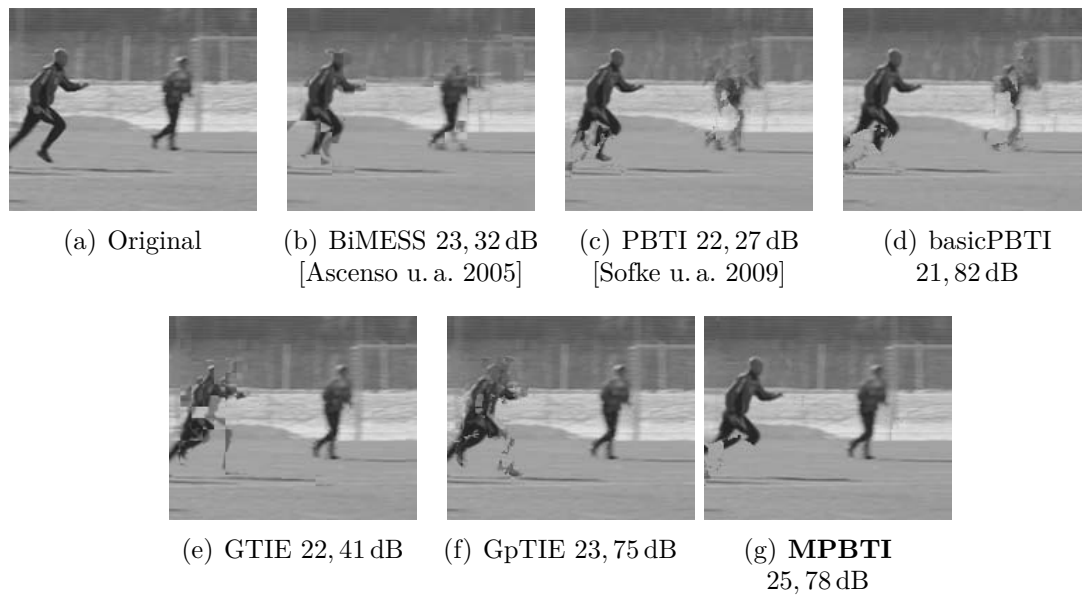 (a) Original
(b) BiMESS 23, 32 dB
[Ascenso u. a. 2005]
(c) PBTI 22, 27 dB
[Sofke u. a. 2009]
(d) basicPBTI
21, 82 dB
(e) GTIE 22, 41 dB
(f) GpTIE 23, 75 dB
(g) MPBTI
25, 78 dB